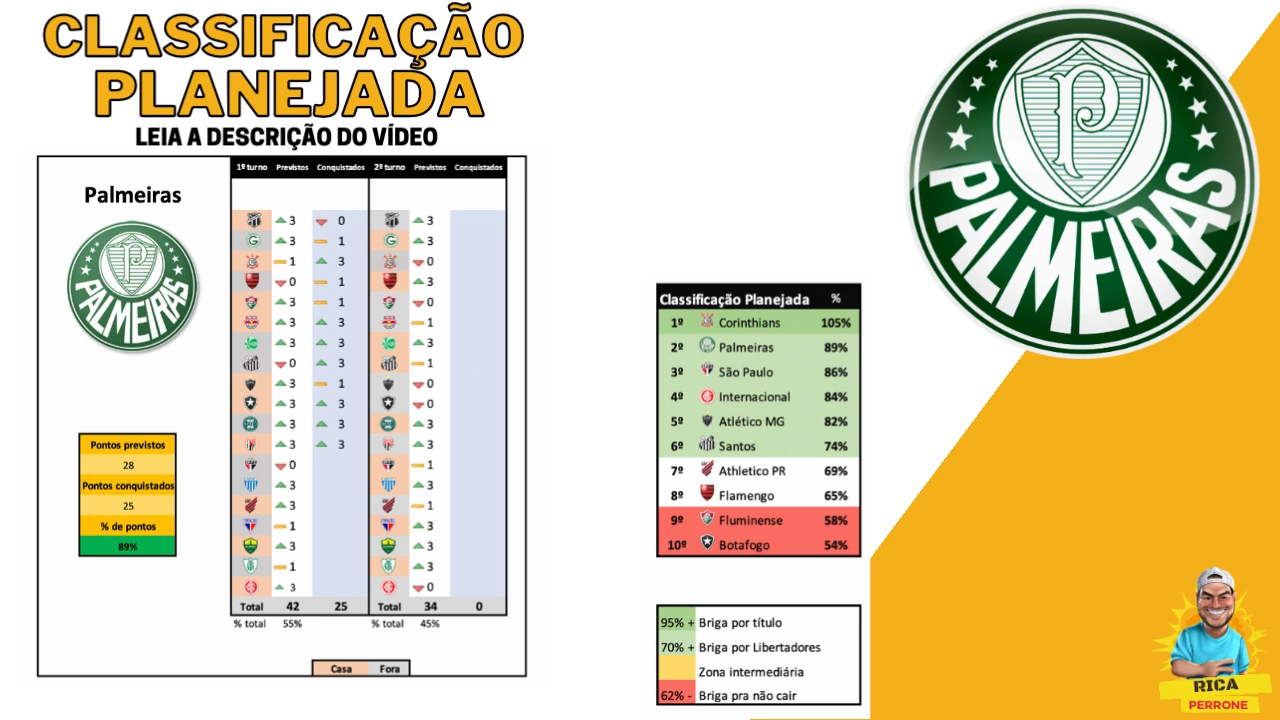 CLASSIFICAÇÃO
PLANEJADA
LEIA A DESCRIÇÃO DO VÍDEO
1º turno Previstos Conquistados 2º turno Previstos Conquistados
Palmeiras
3 0 3
3 1 3
1 3 0
0 1 3
3 1 0
3 3 1
3 3 3
0 3 1
3 1 0
3 3 0
3 3 3
3 3 3
0 1
3 3
3 1
1 3
3 3
1 3
3 0
Total 42 25 Total 34 0
% total 55% % total 45%
Casa Fora
PALMEIRAS
Pontos previstos
28
Pontos conquistados
25
% de pontos
89%
Classificação Planejada %
1º Corinthians 105%
2º Palmeiras 89%
3º São Paulo 86%
4º Internacional 84%
5º Atlético MG 82%
6º Santos 74%
7º Athletico PR 69%
8º Flamengo 65%
9º Fluminense 58%
10º Botafogo 54%
95% + Briga por título
70% + Briga por Libertadores
Zona intermediária
62% - Briga pra não cair
P
PALMEIRAS
RICA
PERRONE